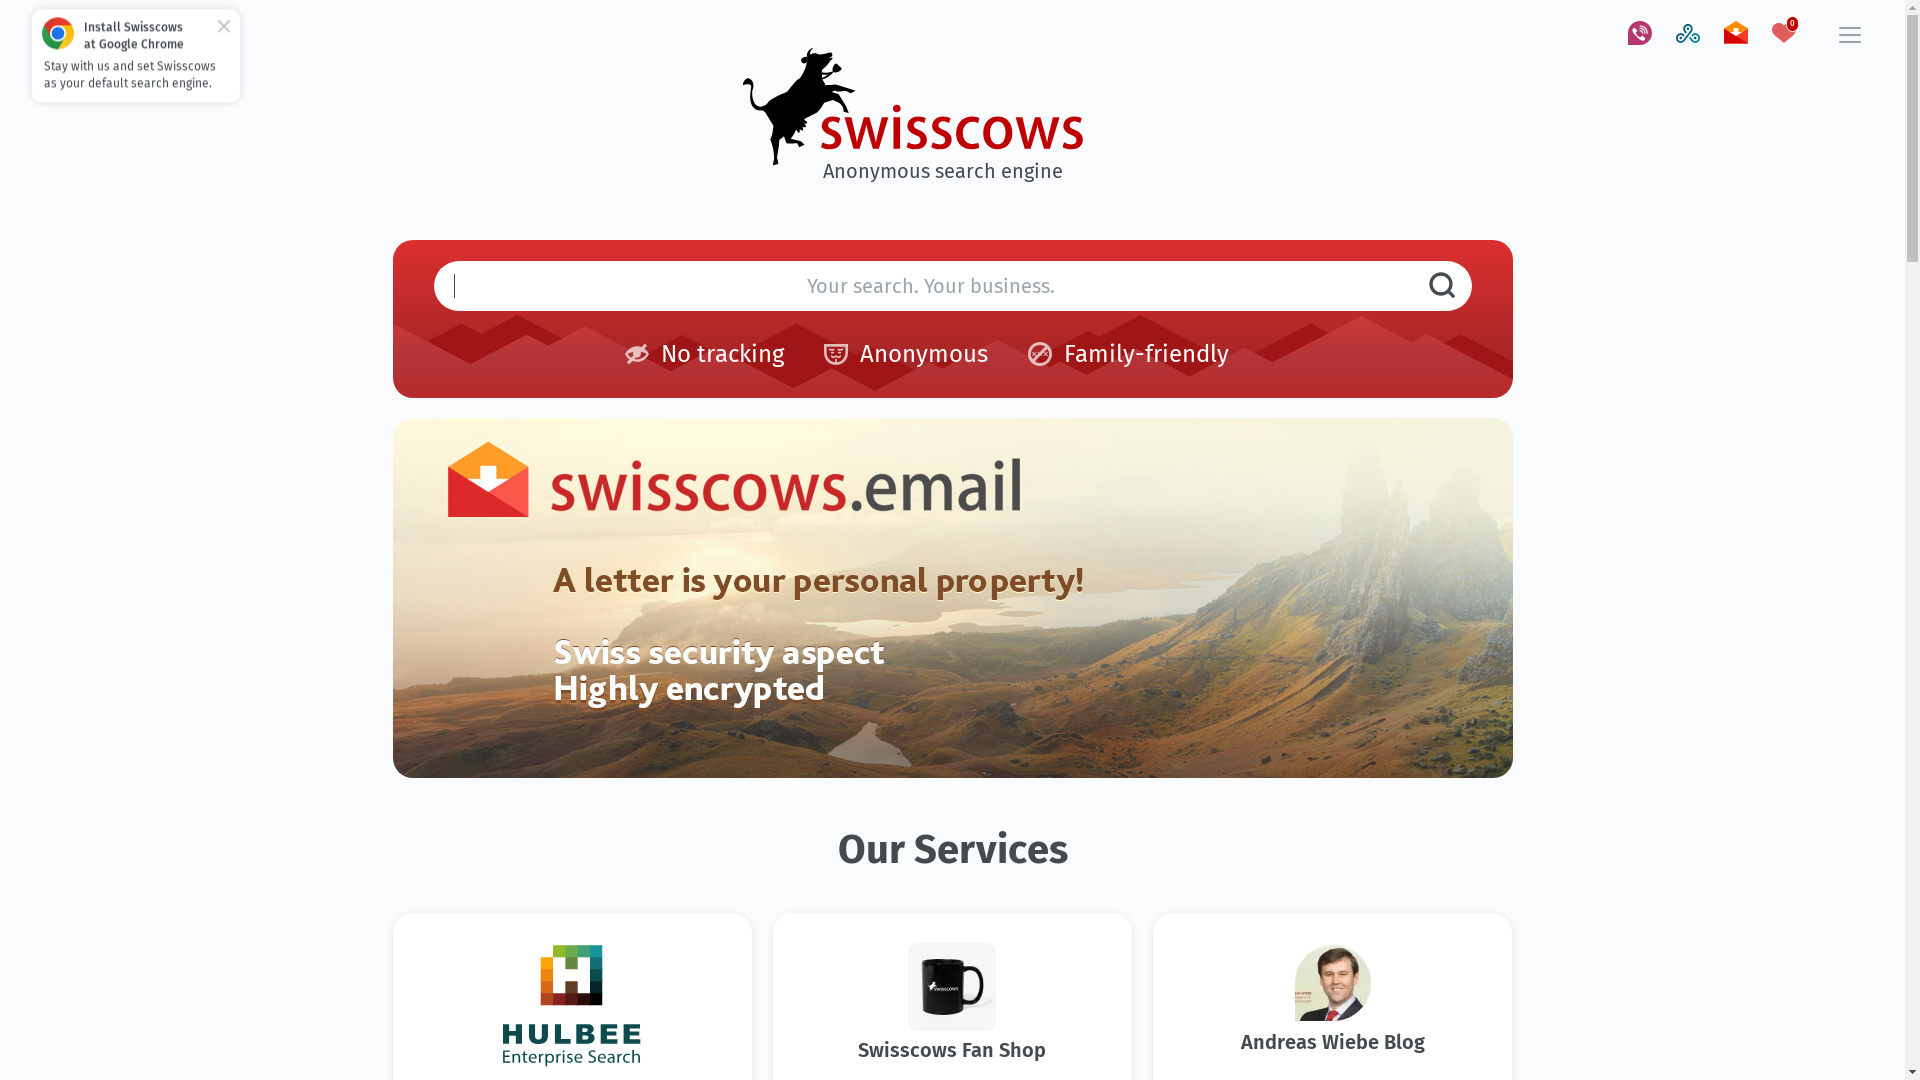 Install Swisscows
at Google Chrome
Stay with us and set Swisscows
as your default search engine.
0
swisscows
Anonymous search engine
Your search. Your business.
No tracking
Anonymous
Family-friendly
swisscows.email
A letter is your personal property!
Swiss security aspect
Highly encrypted
Our Services
HULBEE
Enterprise Search
swisscows
Swisscows Fan Shop
Andreas Wiebe Blog